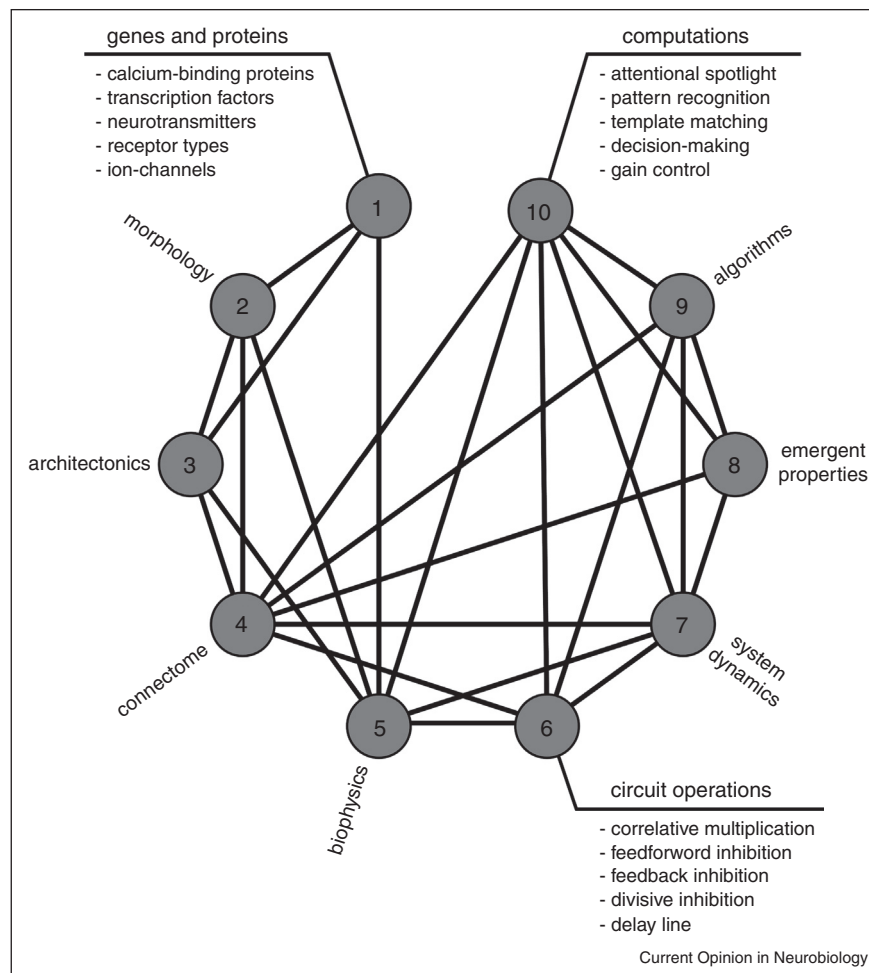 genes and proteins
- calcium-binding proteins
- transcription factors
- neurotransmitters
- receptor types
- ion-channels
computations
- attentional spotlight
- pattern recognition
- template matching
- decision-making
- gain control
1
10
morphology
2
9
algorithms
architectonics
3
8
emergent
properties
4
connectome
7
system
dynamics
5
biophysics
6
circuit operations
- correlative multiplication
- feedforword inhibition
- feedback inhibition
- divisive inhibition
- delay line
Current Opinion in Neurobiology